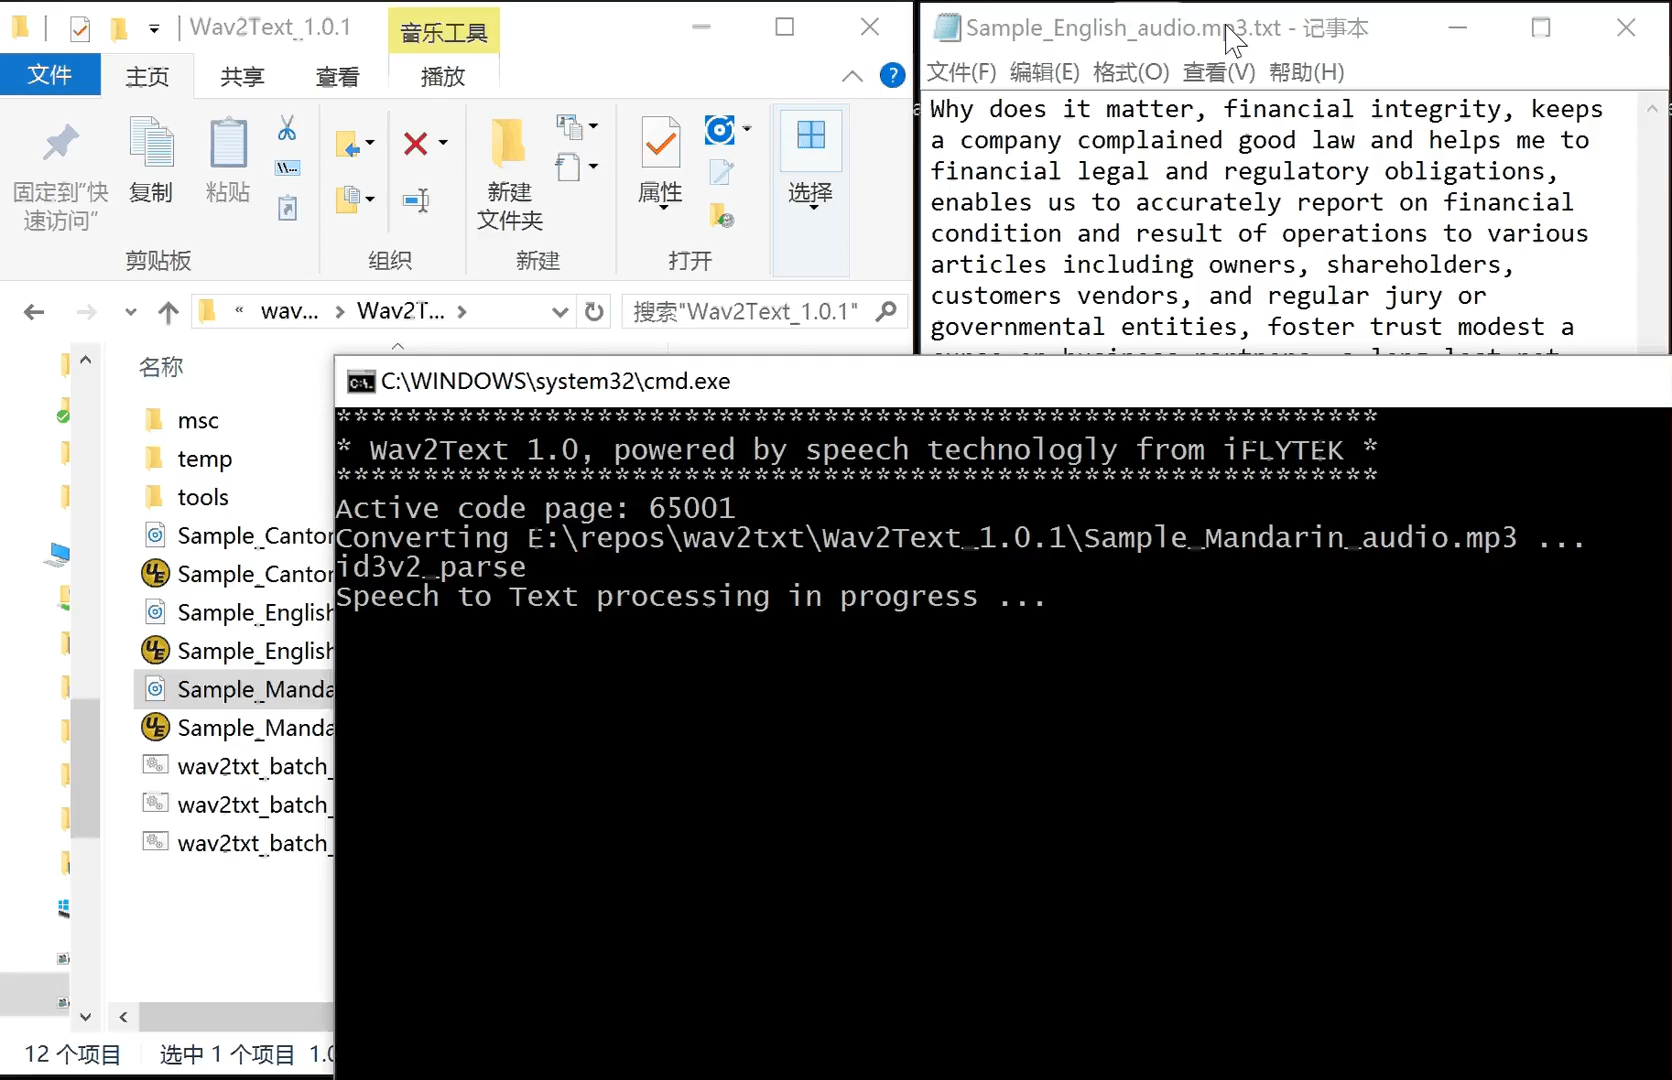 Wav2Text_1.0.1
音乐工具
文件
主页
共享
查看
播放
固定到“快
速访问”
复制
粘贴
剪贴板
组织
新建
文件夹
新建
属性
打开
选择
« wav... > Wav2T... >
搜索"Wav2Text_1.0.1"
名称
msc
temp
tools
Sample_Cantor
Sample_Cantor
Sample_English
Sample_English
Sample_Manda
Sample_Manda
wav2txt_batch_
wav2txt_batch_
wav2txt_batch_
12 个项目
选中 1 个项目 1.0
Sample_English_audio.mp3.txt - 记事本
文件(F) 编辑(E) 格式(O) 查看(V) 帮助(H)
Why does it matter, financial integrity, keeps
a company complained good law and helps me to
financial legal and regulatory obligations,
enables us to accurately report on financial
condition and result of operations to various
articles including owners, shareholders,
customers vendors, and regular jury or
governmental entities, foster trust modest a
C:\WINDOWS\system32\cmd.exe
************************************************************
* Wav2Text 1.0, powered by speech technologly from iFLYTEK *
************************************************************
Active code page: 65001
Converting E:\repos\wav2txt\Wav2Text_1.0.1\Sample_Mandarin_audio.mp3 ...
id3v2_parse
Speech to Text processing in progress ...